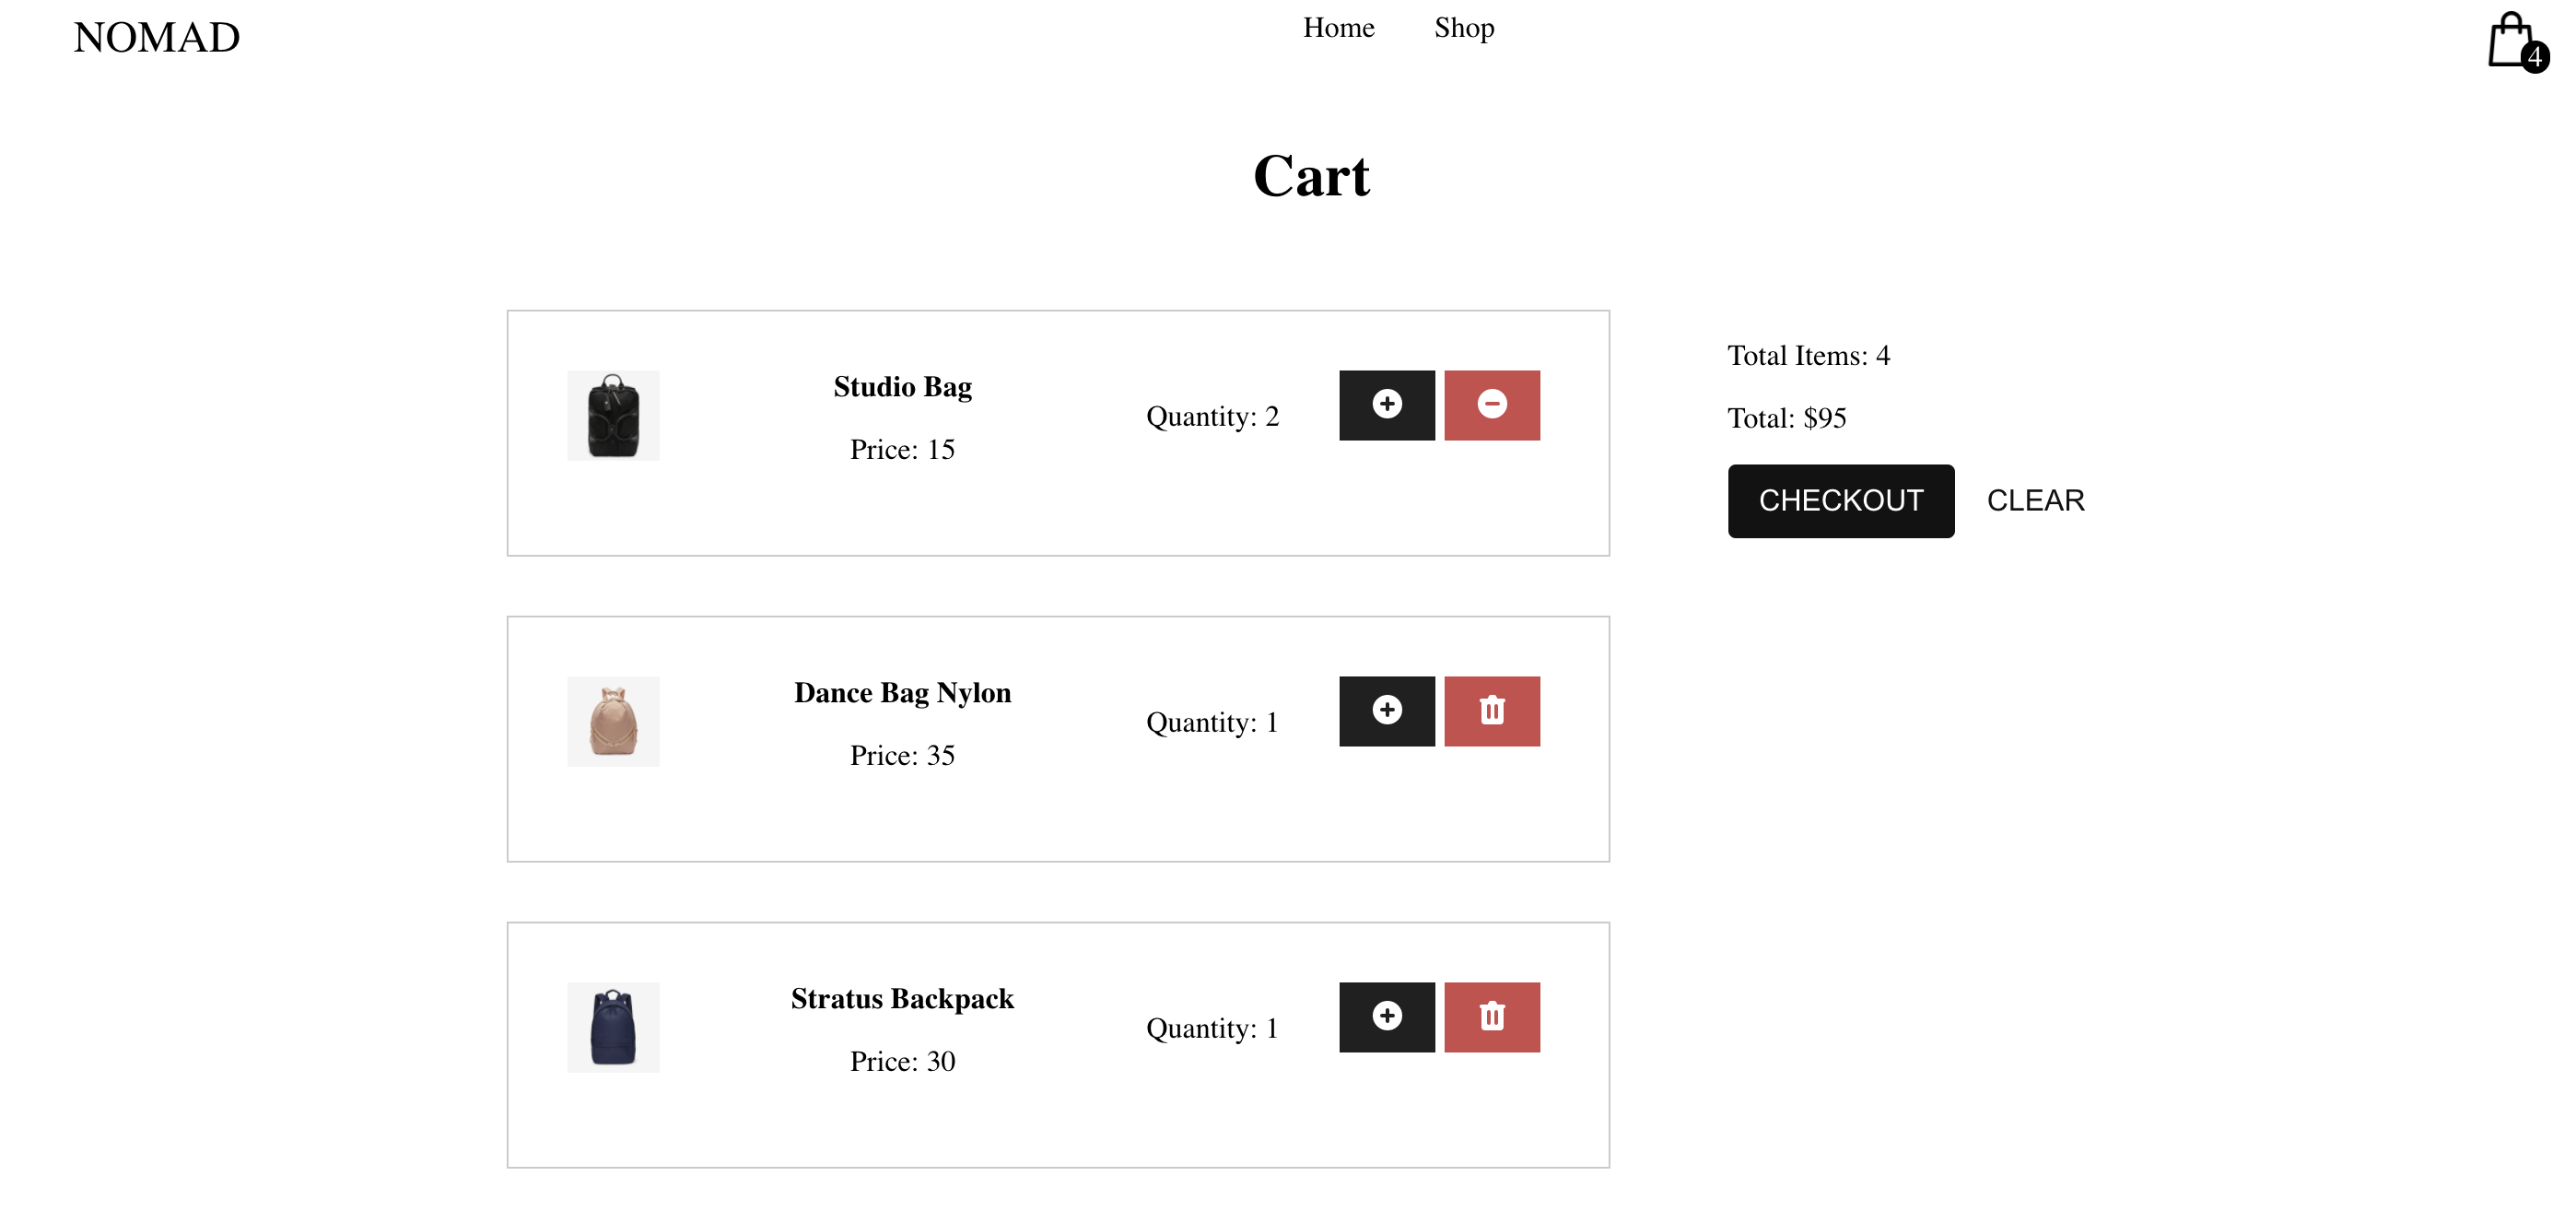 NOMAD
Home Shop
4
Cart
Studio Bag
Price: 15
Quantity: 2
Total Items: 4
Total: $95
CHECKOUT CLEAR
Dance Bag Nylon
Price: 35
Quantity: 1
Stratus Backpack
Price: 30
Quantity: 1